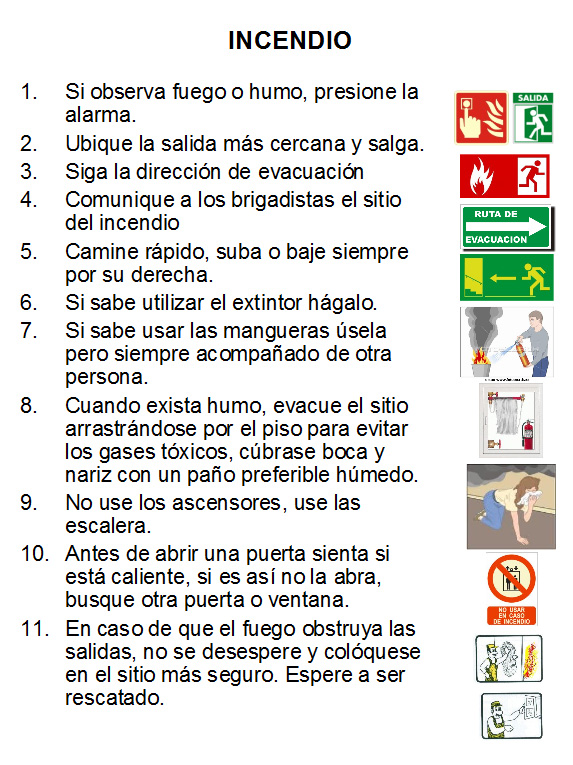 INCENDIO
1. Si observa fuego o humo, presione la
alarma.
2. Ubique la salida más cercana y salga.
3. Siga la dirección de evacuación
4. Comunique a los brigadistas el sitio
del incendio
5. Camine rápido, suba o baje siempre
por su derecha.
6. Si sabe utilizar el extintor hágalo.
7. Si sabe usar las mangueras úsela
pero siempre acompañado de otra
persona.
8. Cuando exista humo, evacue el sitio
arrastrándose por el piso para evitar
los gases tóxicos, cúbrase boca y
nariz con un paño preferible húmedo.
9. No use los ascensores, use las
escalera.
10. Antes de abrir una puerta sienta si
está caliente, si es así no la abra,
busque otra puerta o ventana.
11. En caso de que el fuego obstruya las
salidas, no se desespere y colóquese
en el sitio más seguro. Espere a ser
rescatado.
SALIDA
RUTA DE
EVACUACION
NO USAR
EN CASO
DE INCENDIO